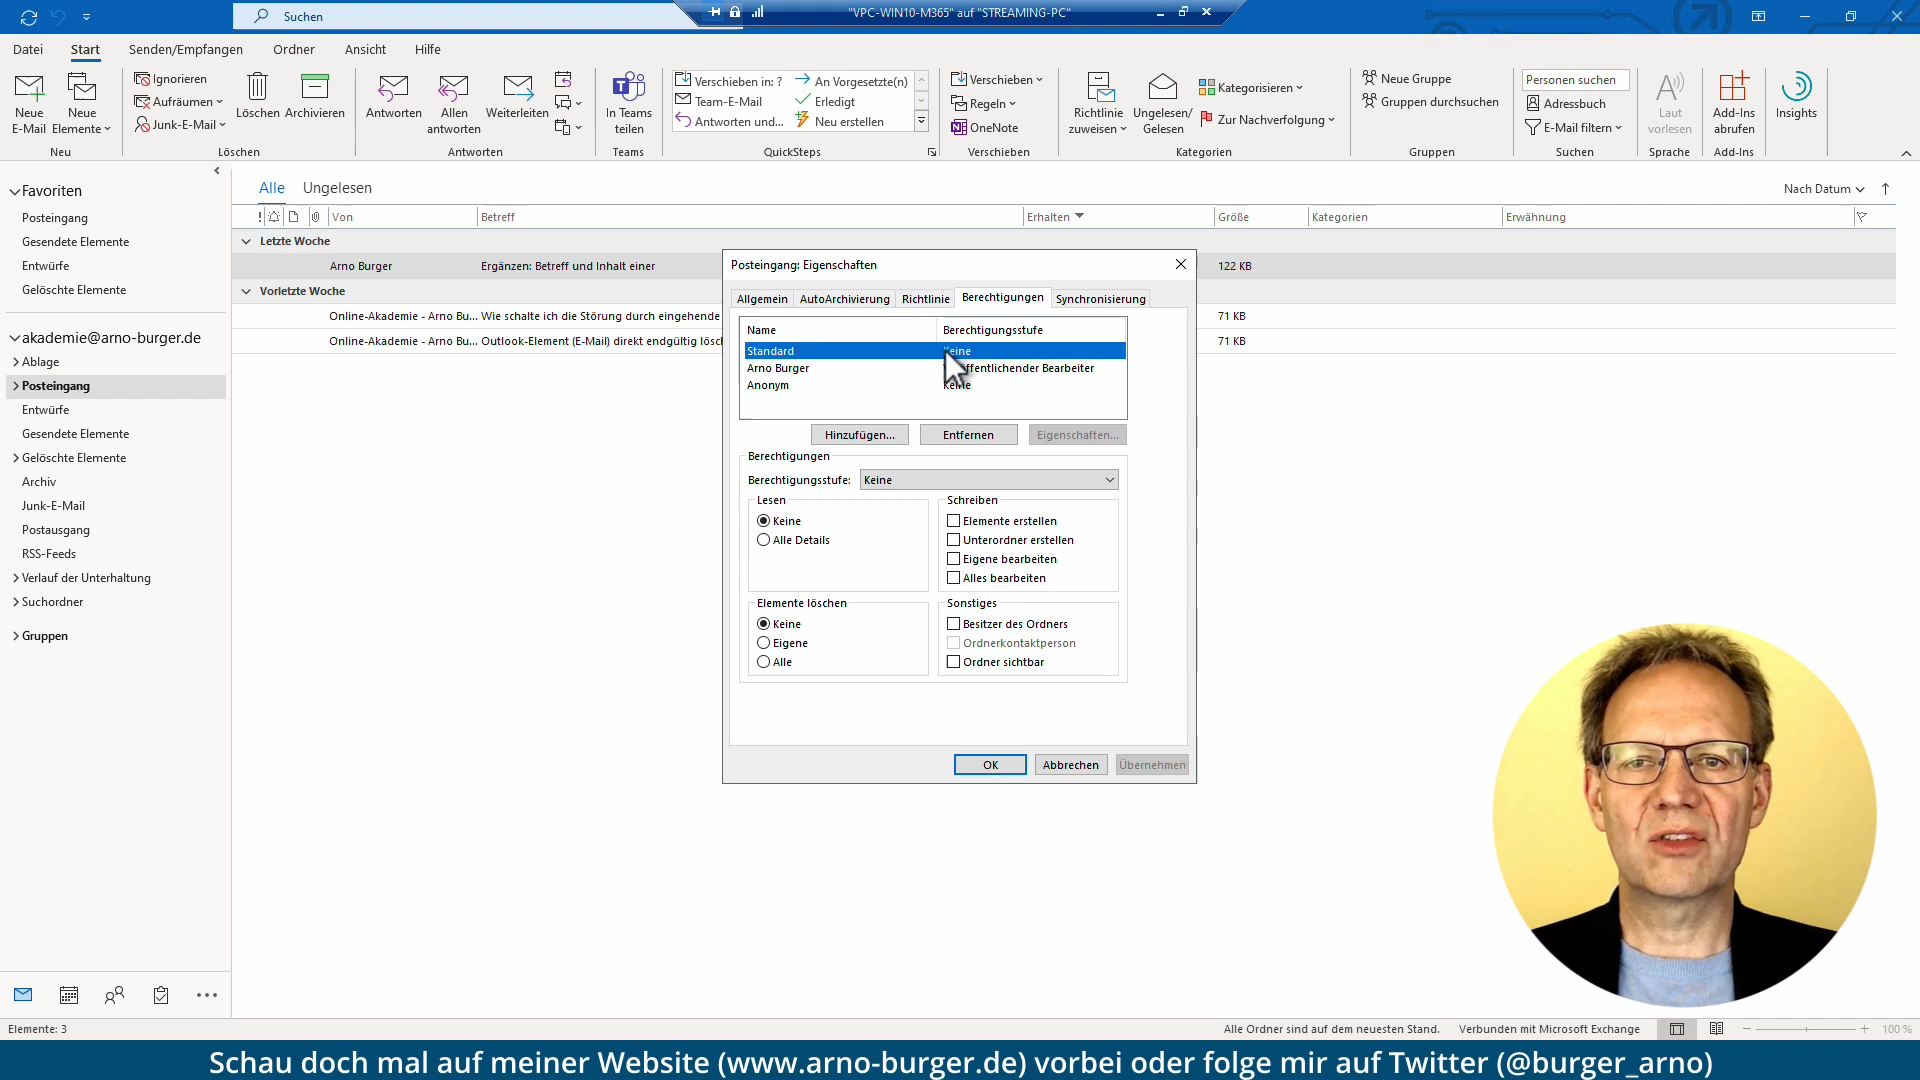 Suchen
"VPC-WIN10-M365" auf "STREAMING-PC"
Datei Start Senden/Empfangen Ordner Ansicht Hilfe
Neue E-Mail
Neue Elemente
Neu
Ignorieren
Aufräumen
Junk-E-Mail
Löschen
Archivieren
Löschen
Antworten
Allen antworten
Weiterleiten
Antworten
In Teams teilen
Teams
Verschieben in: ?
An Vorgesetzte(n)
Team-E-Mail
Erledigt
Antworten und...
Neu erstellen
QuickSteps
Verschieben
Regeln
OneNote
Verschieben
Richtlinie zuweisen
Ungelesen/ Gelesen
Kategorisieren
Zur Nachverfolgung
Kategorien
Neue Gruppe
Gruppen durchsuchen
Gruppen
Personen suchen
Adressbuch
E-Mail filtern
Suchen
Laut vorlesen
Sprache
Add-Ins abrufen
Add-Ins
Insights
Favoriten
Posteingang
Gesendete Elemente
Entwürfe
Gelöschte Elemente
akademie@arno-burger.de
Ablage
Posteingang
Entwürfe
Gesendete Elemente
Gelöschte Elemente
Archiv
Junk-E-Mail
Postausgang
RSS-Feeds
Verlauf der Unterhaltung
Suchordner
Gruppen
Alle Ungelesen
Nach Datum
! Von Betreff Erhalten Größe Kategorien Erwähnung
Letzte Woche
Arno Burger Ergänzen: Betreff und Inhalt einer 122 KB
Vorletzte Woche
Online-Akademie - Arno Bu... Wie schalte ich die Störung durch eingehende 71 KB
Online-Akademie - Arno Bu... Outlook-Element (E-Mail) direkt endgültig lösc 71 KB
Posteingang: Eigenschaften
Allgemein AutoArchivierung Richtlinie Berechtigungen Synchronisierung
Name Berechtigungsstufe
Standard Keine
Arno Burger öffentlichender Bearbeiter
Anonym Keine
Hinzufügen... Entfernen Eigenschaften...
Berechtigungen
Berechtigungsstufe: Keine
Lesen
Keine
Alle Details
Schreiben
Elemente erstellen
Unterordner erstellen
Eigene bearbeiten
Alles bearbeiten
Elemente löschen
Keine
Eigene
Alle
Sonstiges
Besitzer des Ordners
Ordnerkontaktperson
Ordner sichtbar
OK Abbrechen Übernehmen
Elemente: 3
Alle Ordner sind auf dem neuesten Stand. Verbunden mit Microsoft Exchange
100 %
Schau doch mal auf meiner Website (www.arno-burger.de) vorbei oder folge mir auf Twitter (@burger_arno)